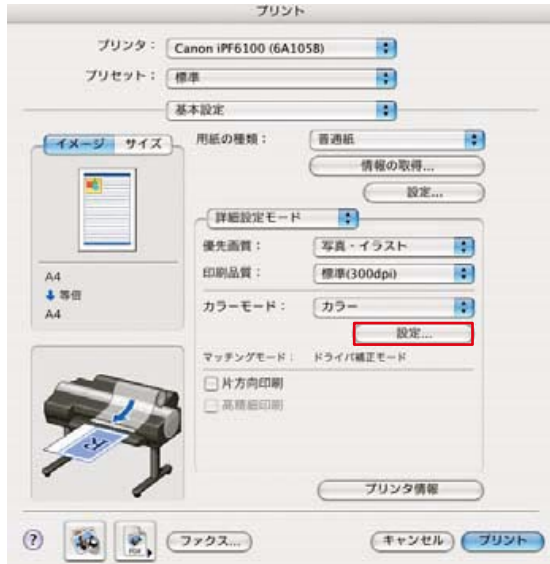 プリント
プリンタ： Canon iPF6100 (6A1058)
プリセット： 標準
基本設定
イメージ サイズ
A4
等倍
A4
用紙の種類： 普通紙
情報の取得...
設定...
詳細設定モード
優先画質： 写真・イラスト
印刷品質： 標準(300dpi)
カラーモード： カラー
設定...
マッチングモード： ドライバ補正モード
片方向印刷
高精細印刷
プリンタ情報
? PDF ファクス... キャンセル プリント